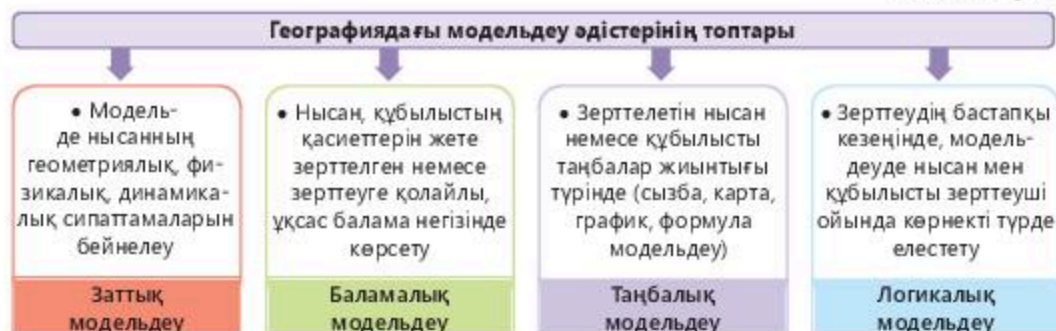 Географиядағы модельдеу әдістерінің топтары
• Модель-
де нысанның
геометриялық, фи-
зикалық, динамика-
лық сипаттамаларын
бейнелеу
Заттық
модельдеу
• Нысан, құбылыстың
қасиеттерін жете
зерттелген немесе
зерттеуге қолайлы,
ұқсас балама негізінде
көрсету
Баламалық
модельдеу
• Зерттелетін нысан
немесе құбылысты
таңбалар жиынтығы
түрінде (сызба, карта,
график, формула
модельдеу)
Таңбалық
модельдеу
• Зерттеудің бастапқы
кезеңінде, модель-
деуде нысан мен
құбылысты зерттеуші
ойында көрнекті түрде
елестету
Логикалық
модельдеу